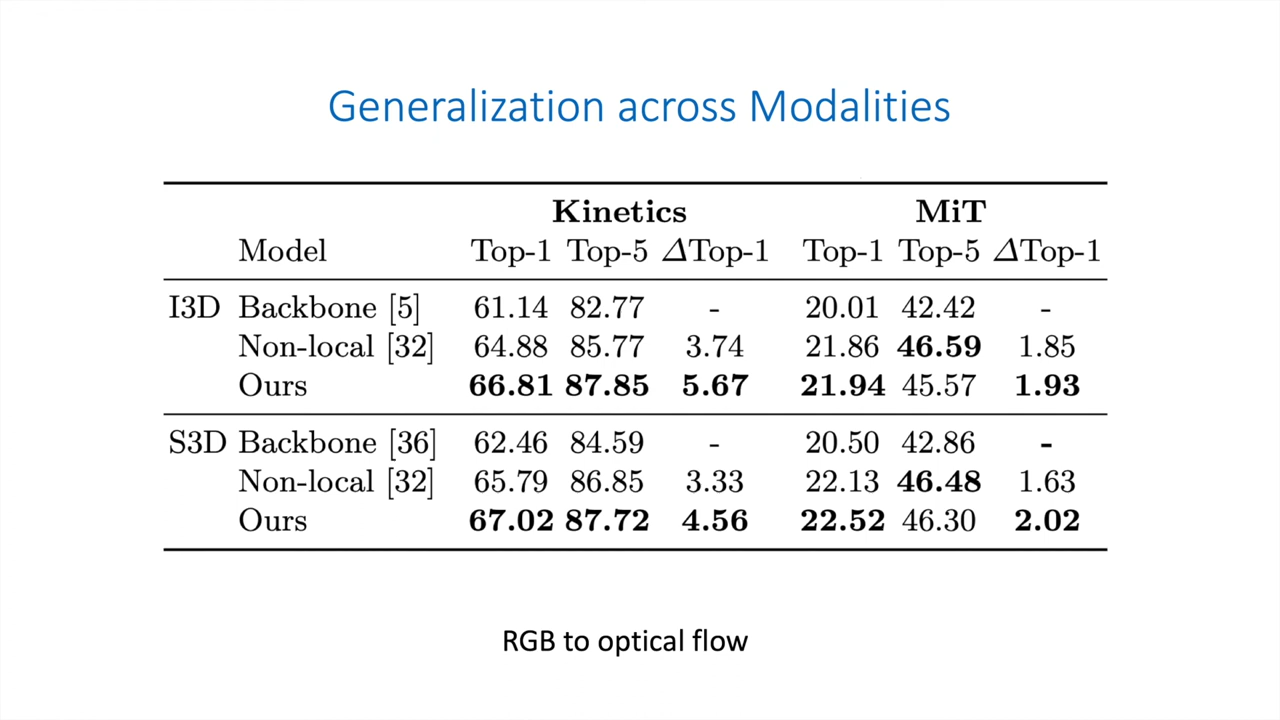 Generalization across Modalities
Kinetics MiT
Model Top-1 Top-5 ΔTop-1 Top-1 Top-5 ΔTop-1
I3D Backbone [5] 61.14 82.77 - 20.01 42.42 -
Non-local [32] 64.88 85.77 3.74 21.86 46.59 1.85
Ours 66.81 87.85 5.67 21.94 45.57 1.93
S3D Backbone [36] 62.46 84.59 - 20.50 42.86 -
Non-local [32] 65.79 86.85 3.33 22.13 46.48 1.63
Ours 67.02 87.72 4.56 22.52 46.30 2.02
RGB to optical flow